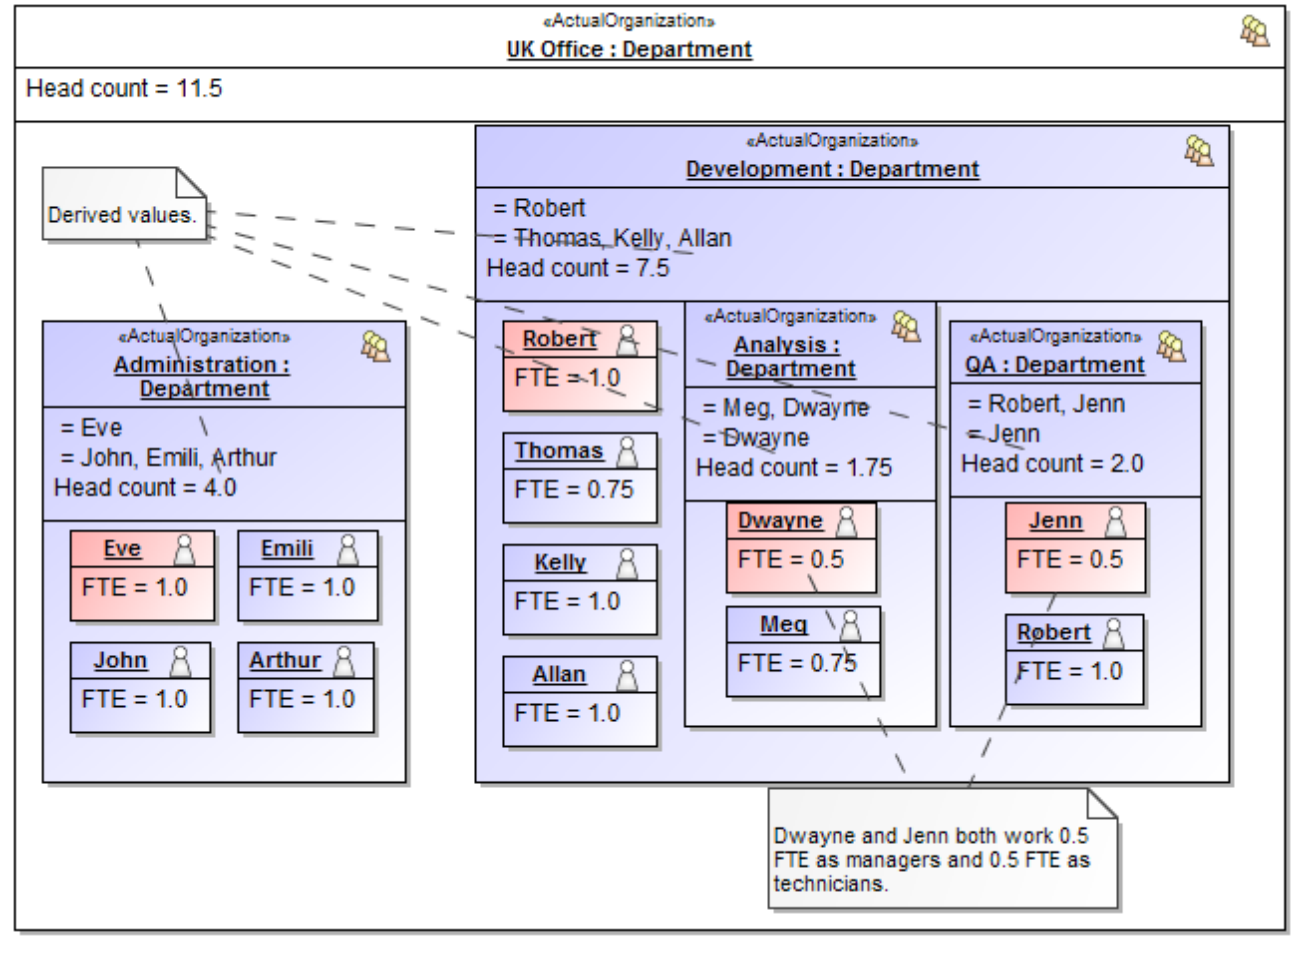 «ActualOrganization»
UK Office : Department
Head count = 11.5
Derived values.
«ActualOrganization»
Development : Department
= Robert
= Thomas, Kelly, Allan
Head count = 7.5
«ActualOrganization»
Administration :
Department
= Eve
= John, Emili, Arthur
Head count = 4.0
Eve
FTE = 1.0
Emili
FTE = 1.0
John
FTE = 1.0
Arthur
FTE = 1.0
Robert
FTE = 1.0
Thomas
FTE = 0.75
Kelly
FTE = 1.0
Allan
FTE = 1.0
«ActualOrganization»
Analysis :
Department
= Meg, Dwayne
= Dwayne
Head count = 1.75
Dwayne
FTE = 0.5
Meg
FTE = 0.75
«ActualOrganization»
QA : Department
= Robert, Jenn
= Jenn
Head count = 2.0
Jenn
FTE = 0.5
Robert
FTE = 1.0
Dwayne and Jenn both work 0.5
FTE as managers and 0.5 FTE as
technicians.